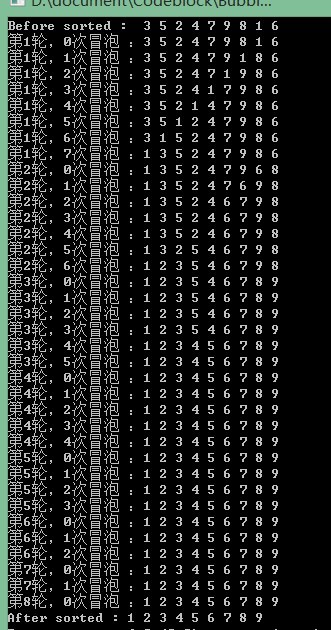 D:\document\Codeblock\Bubbl...
Before sorted : 3 5 2 4 7 9 8 1 6
第1轮, 0次冒泡 : 3 5 2 4 7 9 8 1 6
第1轮, 1次冒泡 : 3 5 2 4 7 9 1 8 6
第1轮, 2次冒泡 : 3 5 2 4 7 1 9 8 6
第1轮, 3次冒泡 : 3 5 2 4 1 7 9 8 6
第1轮, 4次冒泡 : 3 5 2 1 4 7 9 8 6
第1轮, 5次冒泡 : 3 5 1 2 4 7 9 8 6
第1轮, 6次冒泡 : 3 1 5 2 4 7 9 8 6
第1轮, 7次冒泡 : 1 3 5 2 4 7 9 8 6
第2轮, 0次冒泡 : 1 3 5 2 4 7 9 6 8
第2轮, 1次冒泡 : 1 3 5 2 4 7 6 9 8
第2轮, 2次冒泡 : 1 3 5 2 4 6 7 9 8
第2轮, 3次冒泡 : 1 3 5 2 4 6 7 9 8
第2轮, 4次冒泡 : 1 3 5 2 4 6 7 9 8
第2轮, 5次冒泡 : 1 3 2 5 4 6 7 9 8
第2轮, 6次冒泡 : 1 2 3 5 4 6 7 9 8
第3轮, 0次冒泡 : 1 2 3 5 4 6 7 8 9
第3轮, 1次冒泡 : 1 2 3 5 4 6 7 8 9
第3轮, 2次冒泡 : 1 2 3 5 4 6 7 8 9
第3轮, 3次冒泡 : 1 2 3 5 4 6 7 8 9
第3轮, 4次冒泡 : 1 2 3 4 5 6 7 8 9
第3轮, 5次冒泡 : 1 2 3 4 5 6 7 8 9
第4轮, 0次冒泡 : 1 2 3 4 5 6 7 8 9
第4轮, 1次冒泡 : 1 2 3 4 5 6 7 8 9
第4轮, 2次冒泡 : 1 2 3 4 5 6 7 8 9
第4轮, 3次冒泡 : 1 2 3 4 5 6 7 8 9
第4轮, 4次冒泡 : 1 2 3 4 5 6 7 8 9
第5轮, 0次冒泡 : 1 2 3 4 5 6 7 8 9
第5轮, 1次冒泡 : 1 2 3 4 5 6 7 8 9
第5轮, 2次冒泡 : 1 2 3 4 5 6 7 8 9
第5轮, 3次冒泡 : 1 2 3 4 5 6 7 8 9
第6轮, 0次冒泡 : 1 2 3 4 5 6 7 8 9
第6轮, 1次冒泡 : 1 2 3 4 5 6 7 8 9
第6轮, 2次冒泡 : 1 2 3 4 5 6 7 8 9
第7轮, 0次冒泡 : 1 2 3 4 5 6 7 8 9
第7轮, 1次冒泡 : 1 2 3 4 5 6 7 8 9
第8轮, 0次冒泡 : 1 2 3 4 5 6 7 8 9
After sorted : 1 2 3 4 5 6 7 8 9